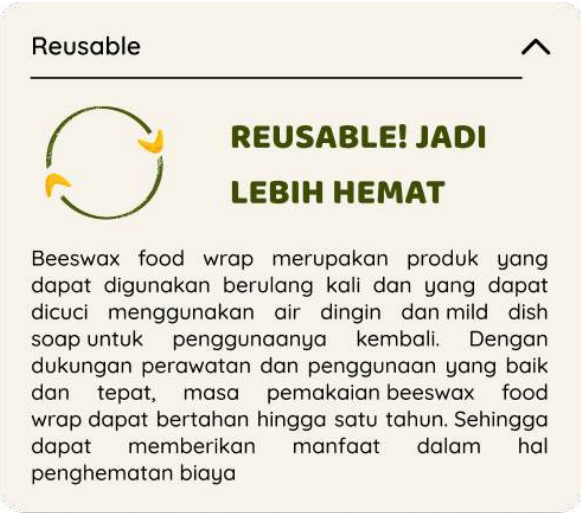 Reusable
REUSABLE! JADI
LEBIH HEMAT
Beeswax food wrap merupakan produk yang
dapat digunakan berulang kali dan yang dapat
dicuci menggunakan air dingin dan mild dish
soap untuk penggunaanya kembali. Dengan
dukungan perawatan dan penggunaan yang baik
dan tepat, masa pemakaian beeswax food
wrap dapat bertahan hingga satu tahun. Sehingga
dapat memberikan manfaat dalam hal
penghematan biaya